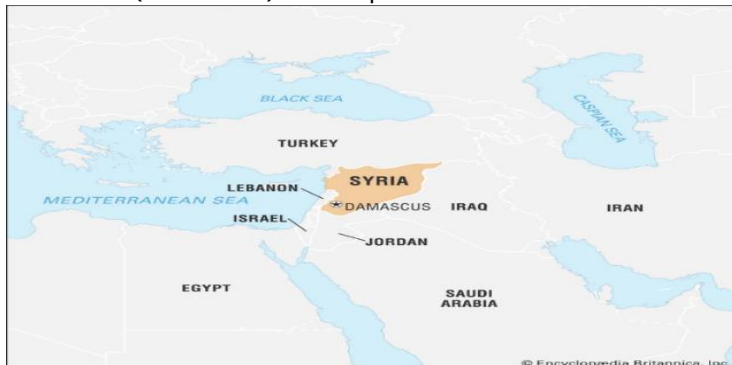 BLACK SEA
CASPIAN SEA
TURKEY
SYRIA
LEBANON
MEDITERRANEAN SEA
DAMASCUS
IRAQ
IRAN
ISRAEL
JORDAN
EGYPT
SAUDI
ARABIA
© Encyclopædia Britannica, Inc.